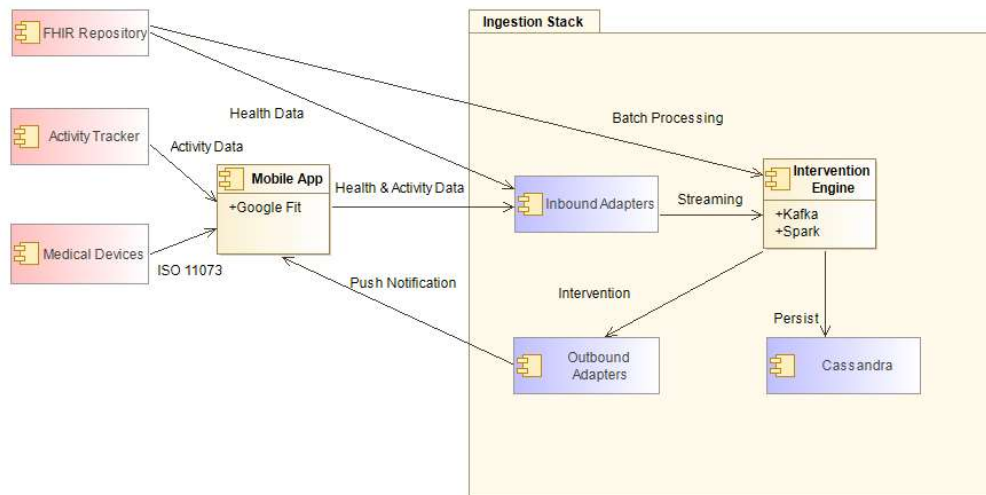 FHIR Repository
Ingestion Stack
Health Data
Batch Processing
Activity Tracker
Activity Data
Mobile App
+Google Fit
Health & Activity Data
Inbound Adapters
Streaming
Intervention
Engine
+Kafka
+Spark
Medical Devices
ISO 11073
Push Notification
Intervention
Persist
Outbound
Adapters
Cassandra